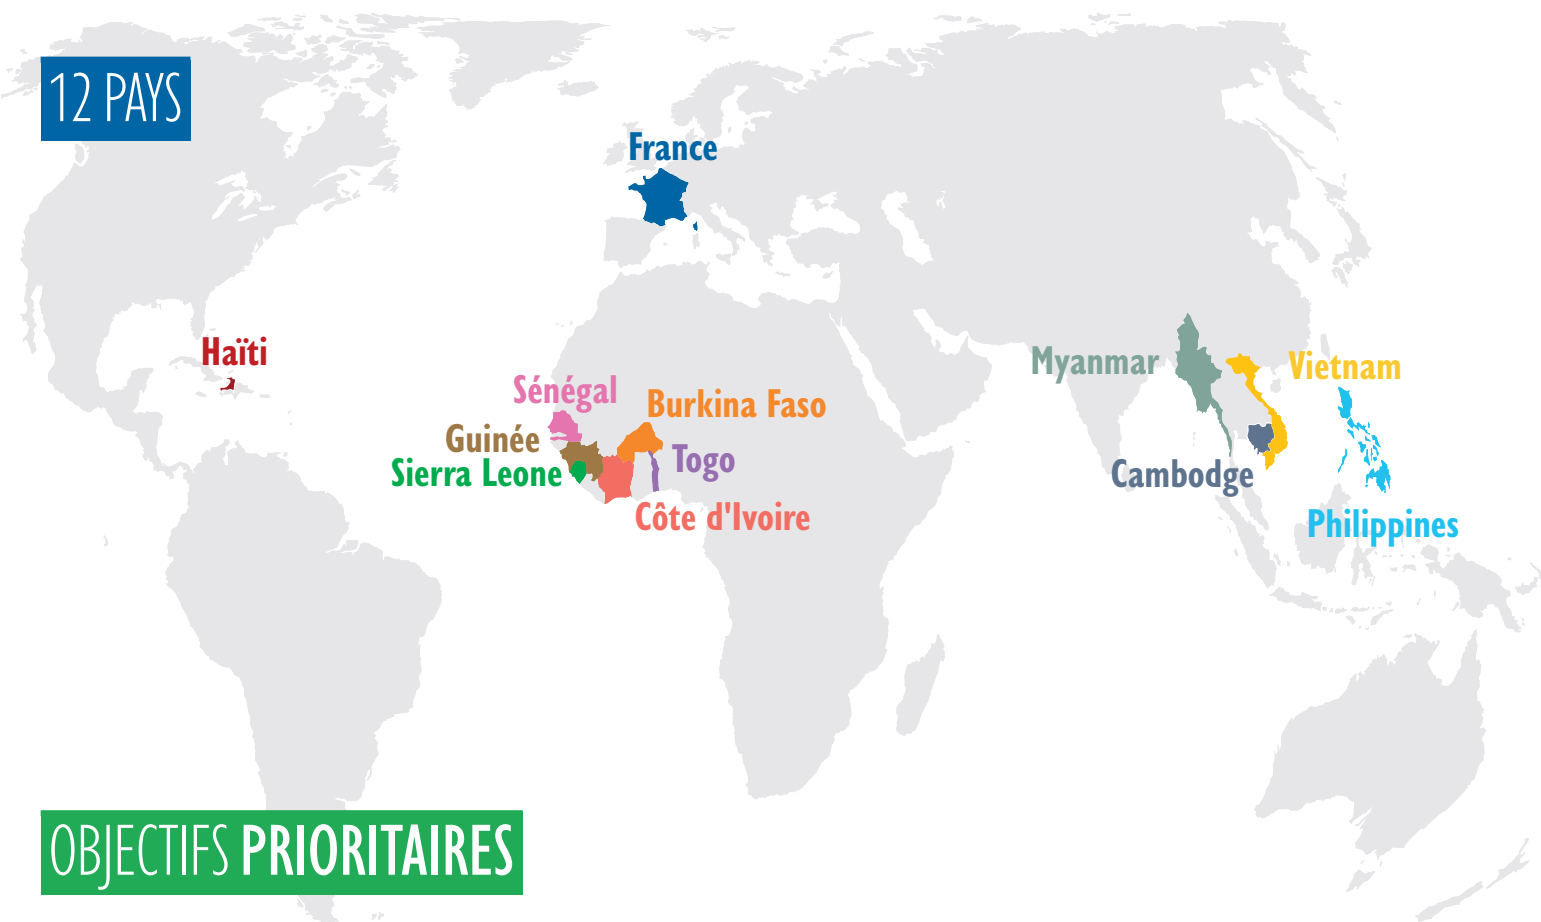 12 PAYS
France
Haïti
Myanmar
Vietnam
Sénégal
Burkina Faso
Guinée
Togo
Sierra Leone
Cambodge
Côte d'Ivoire
Philippines
OBJECTIFS PRIORITAIRES